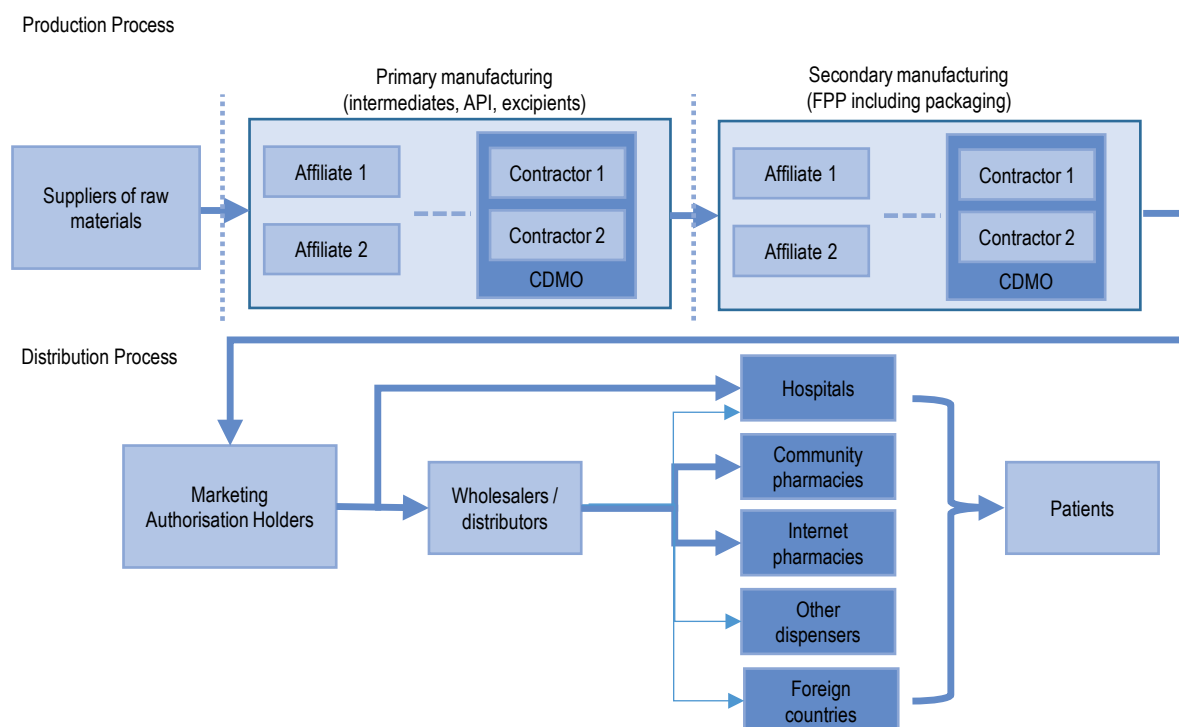 Production Process
Primary manufacturing
(intermediates, API, excipients)
Secondary manufacturing
(FPP including packaging)
Suppliers of raw
materials
Affiliate 1
Affiliate 2
Contractor 1
Contractor 2
CDMO
Affiliate 1
Affiliate 2
Contractor 1
Contractor 2
CDMO
Distribution Process
Marketing
Authorisation Holders
Wholesalers /
distributors
Hospitals
Community
pharmacies
Internet
pharmacies
Other
dispensers
Foreign
countries
Patients